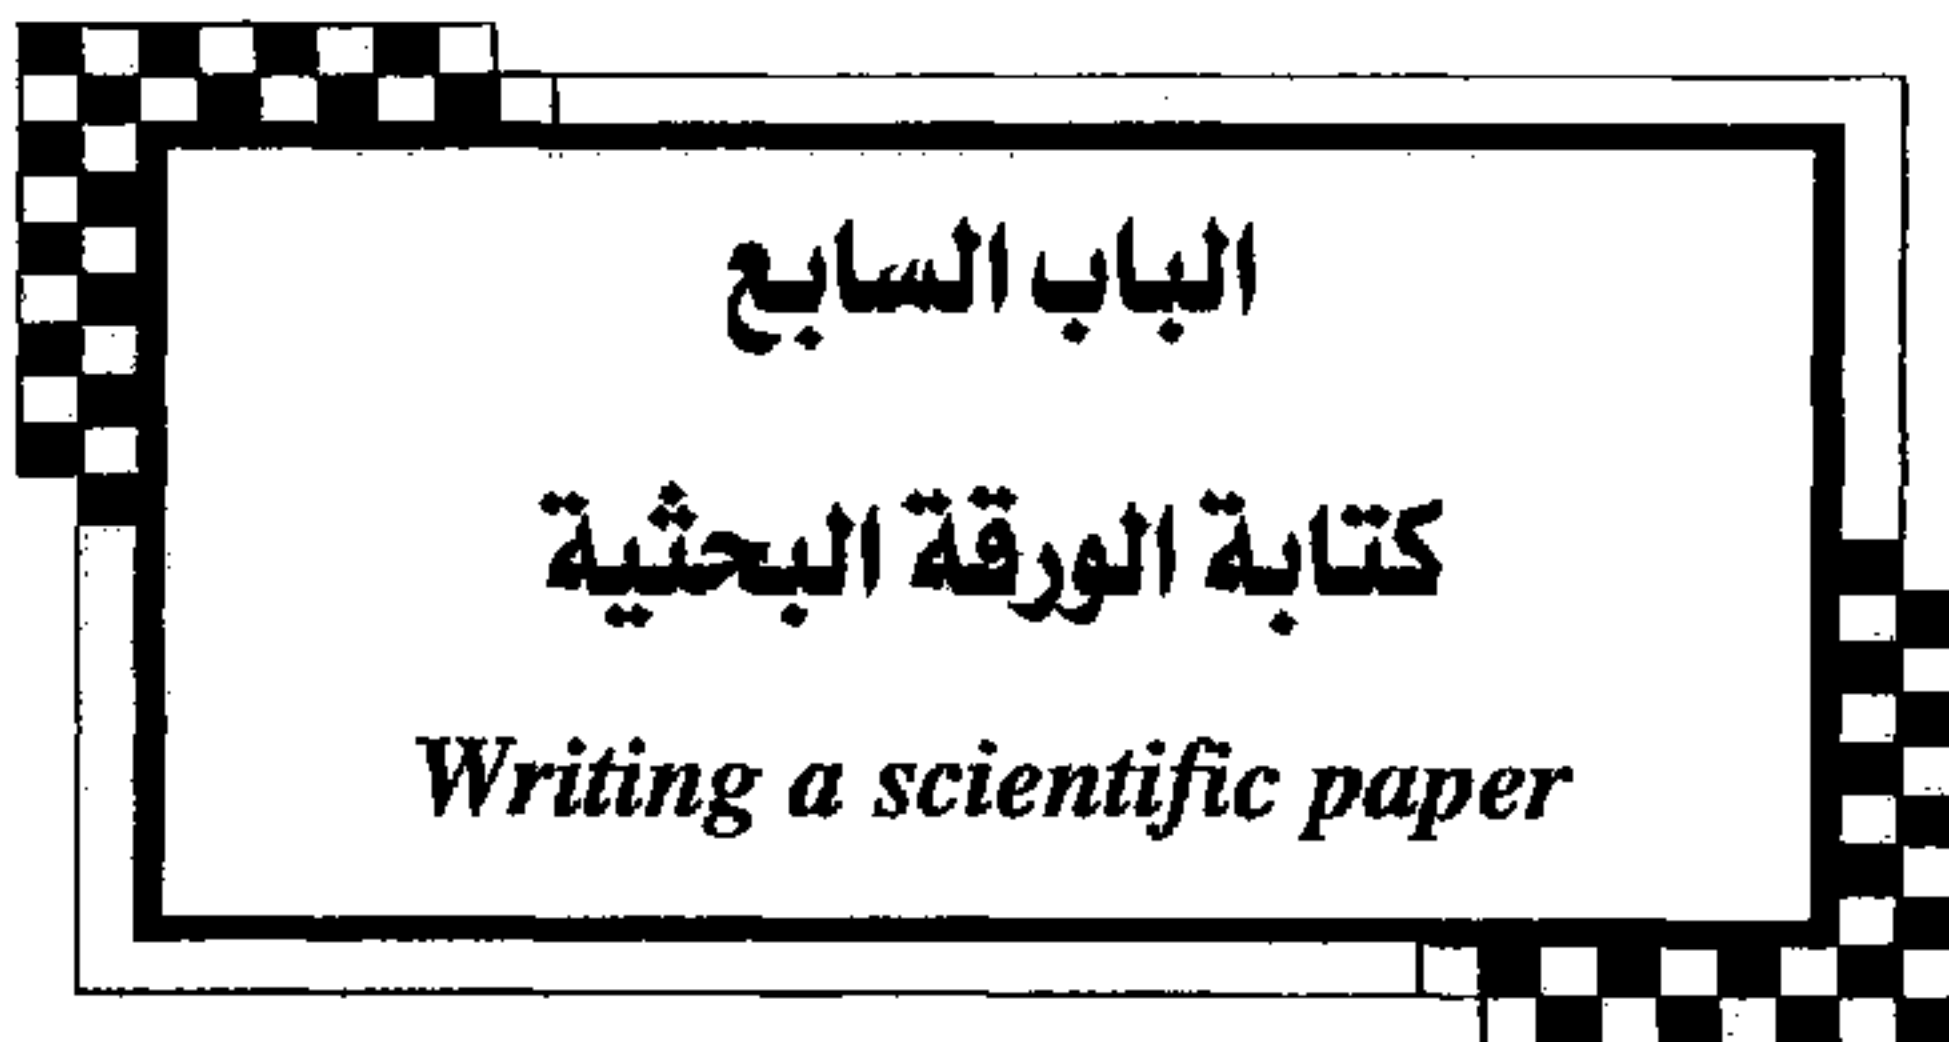 الباب السابع
كتابة الورقة البحثية
Writing a scientific paper